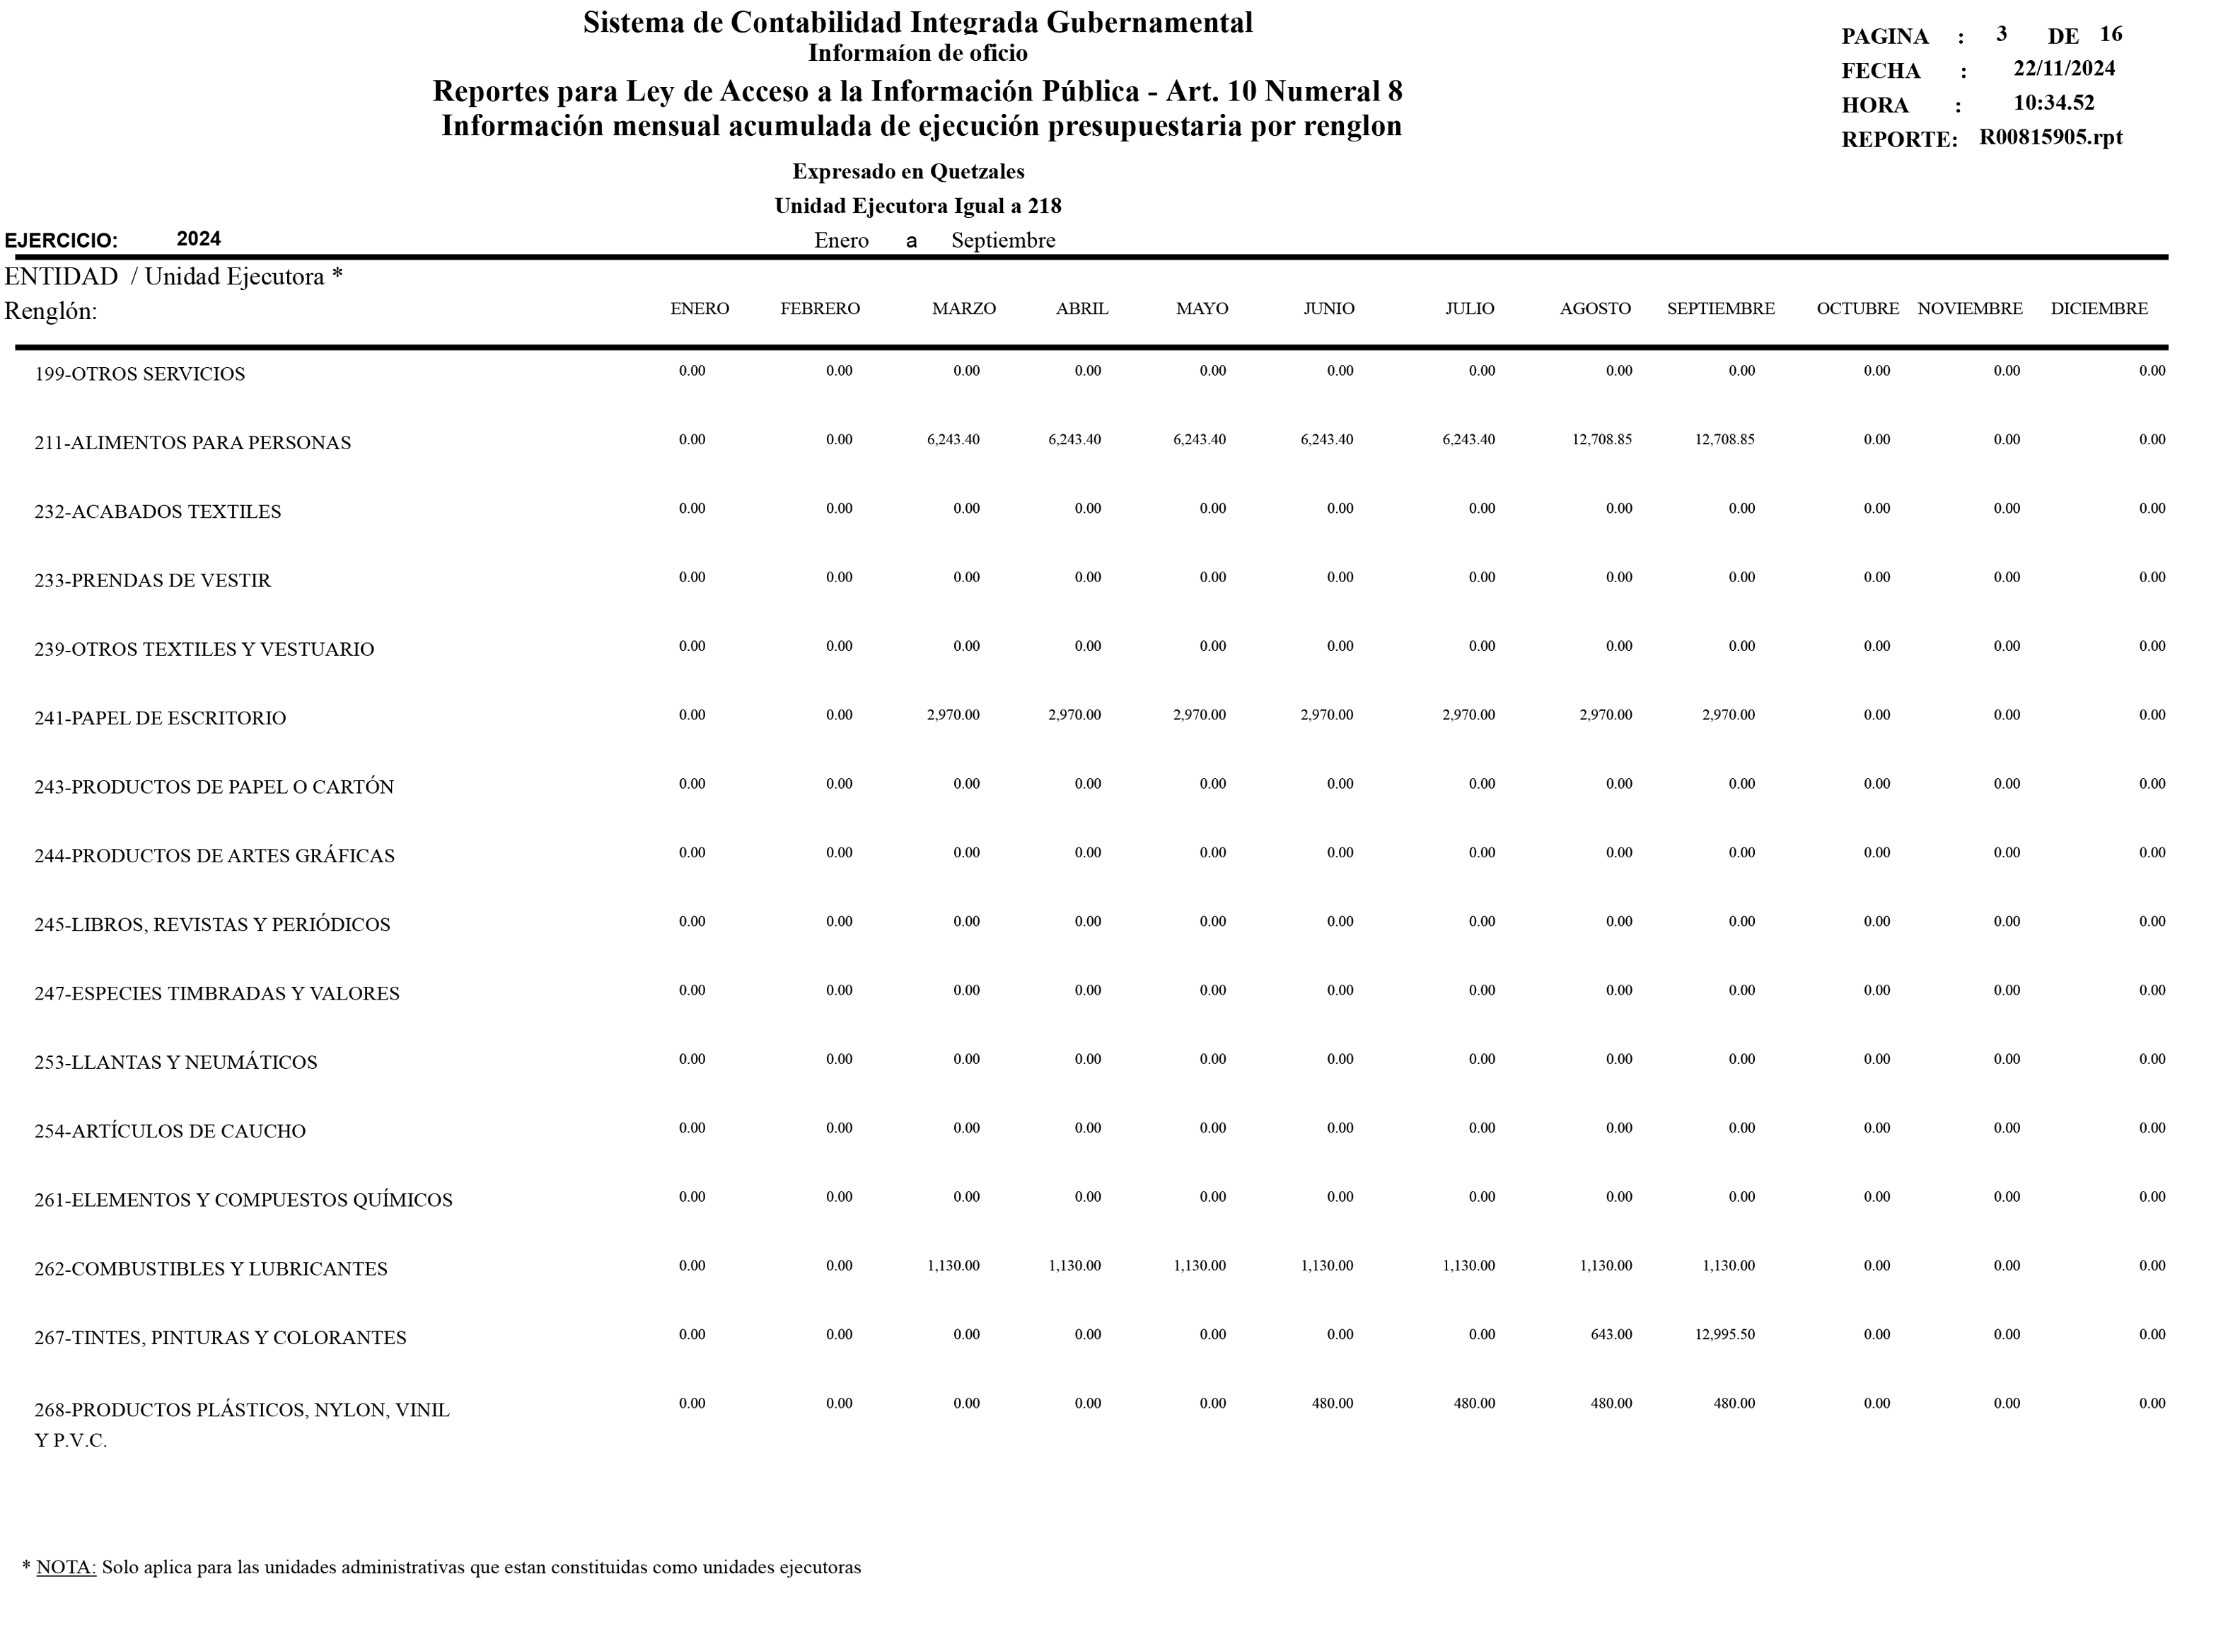 Sistema de Contabilidad Integrada Gubernamental
Informaíon de oficio
Reportes para Ley de Acceso a la Información Pública - Art. 10 Numeral 8
Información mensual acumulada de ejecución presupuestaria por renglon
Expresado en Quetzales
Unidad Ejecutora Igual a 218
PAGINA : 3 DE 16
FECHA : 22/11/2024
HORA : 10:34.52
REPORTE: R00815905.rpt
EJERCICIO: 2024 Enero a Septiembre
ENTIDAD / Unidad Ejecutora *
Renglón: ENERO FEBRERO MARZO ABRIL MAYO JUNIO JULIO AGOSTO SEPTIEMBRE OCTUBRE NOVIEMBRE DICIEMBRE
199-OTROS SERVICIOS 0.00 0.00 0.00 0.00 0.00 0.00 0.00 0.00 0.00 0.00 0.00 0.00
211-ALIMENTOS PARA PERSONAS 0.00 0.00 6,243.40 6,243.40 6,243.40 6,243.40 6,243.40 12,708.85 12,708.85 0.00 0.00 0.00
232-ACABADOS TEXTILES 0.00 0.00 0.00 0.00 0.00 0.00 0.00 0.00 0.00 0.00 0.00 0.00
233-PRENDAS DE VESTIR 0.00 0.00 0.00 0.00 0.00 0.00 0.00 0.00 0.00 0.00 0.00 0.00
239-OTROS TEXTILES Y VESTUARIO 0.00 0.00 0.00 0.00 0.00 0.00 0.00 0.00 0.00 0.00 0.00 0.00
241-PAPEL DE ESCRITORIO 0.00 0.00 2,970.00 2,970.00 2,970.00 2,970.00 2,970.00 2,970.00 2,970.00 0.00 0.00 0.00
243-PRODUCTOS DE PAPEL O CARTÓN 0.00 0.00 0.00 0.00 0.00 0.00 0.00 0.00 0.00 0.00 0.00 0.00
244-PRODUCTOS DE ARTES GRÁFICAS 0.00 0.00 0.00 0.00 0.00 0.00 0.00 0.00 0.00 0.00 0.00 0.00
245-LIBROS, REVISTAS Y PERIÓDICOS 0.00 0.00 0.00 0.00 0.00 0.00 0.00 0.00 0.00 0.00 0.00 0.00
247-ESPECIES TIMBRADAS Y VALORES 0.00 0.00 0.00 0.00 0.00 0.00 0.00 0.00 0.00 0.00 0.00 0.00
253-LLANTAS Y NEUMÁTICOS 0.00 0.00 0.00 0.00 0.00 0.00 0.00 0.00 0.00 0.00 0.00 0.00
254-ARTÍCULOS DE CAUCHO 0.00 0.00 0.00 0.00 0.00 0.00 0.00 0.00 0.00 0.00 0.00 0.00
261-ELEMENTOS Y COMPUESTOS QUÍMICOS 0.00 0.00 0.00 0.00 0.00 0.00 0.00 0.00 0.00 0.00 0.00 0.00
262-COMBUSTIBLES Y LUBRICANTES 0.00 0.00 1,130.00 1,130.00 1,130.00 1,130.00 1,130.00 1,130.00 1,130.00 0.00 0.00 0.00
267-TINTES, PINTURAS Y COLORANTES 0.00 0.00 0.00 0.00 0.00 0.00 0.00 643.00 12,995.50 0.00 0.00 0.00
268-PRODUCTOS PLÁSTICOS, NYLON, VINIL 0.00 0.00 0.00 0.00 0.00 480.00 480.00 480.00 480.00 0.00 0.00 0.00
Y P.V.C.
* NOTA: Solo aplica para las unidades administrativas que estan constituidas como unidades ejecutoras